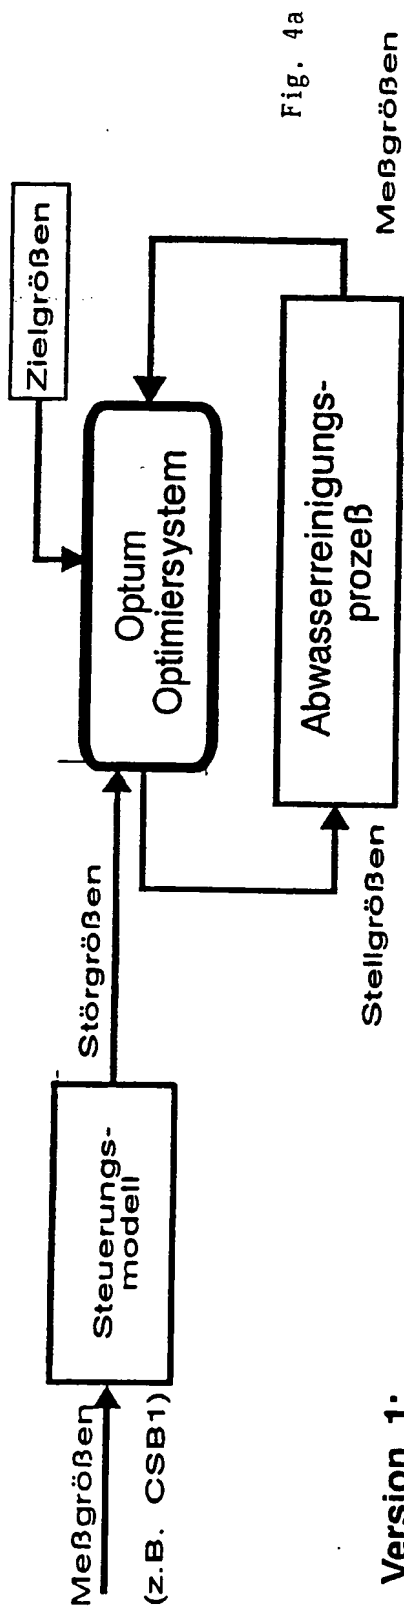 Version 1:
Meßgrößen
(z.B. CSB1)
Steuerungs-
modell
Störgrößen
Zielgrößen
Optum
Optimiersystem
Stellgrößen
Abwasserreinigungs-
prozeß
Meßgrößen
Fig. 4a